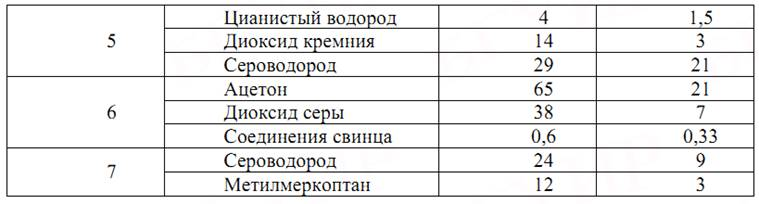 5 Цианистый водород 4 1,5
Диоксид кремния 14 3
Сероводород 29 21
6 Ацетон 65 21
Диоксид серы 38 7
Соединения свинца 0,6 0,33
7 Сероводород 24 9
Метилмеркоптан 12 3